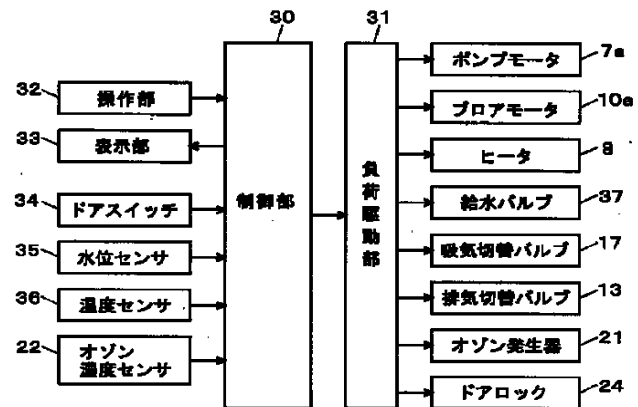 30
31
32
操作部
33
表示部
34
ドアスイッチ
35
水位センサ
36
温度センサ
22
オゾン
濃度センサ
制御部
負荷駆動部
ポンプモータ
7a
ブロアモータ
10a
ヒータ
9
給水バルブ
37
吸気切替バルブ
17
排気切替バルブ
13
オゾン発生器
21
ドアロック
24